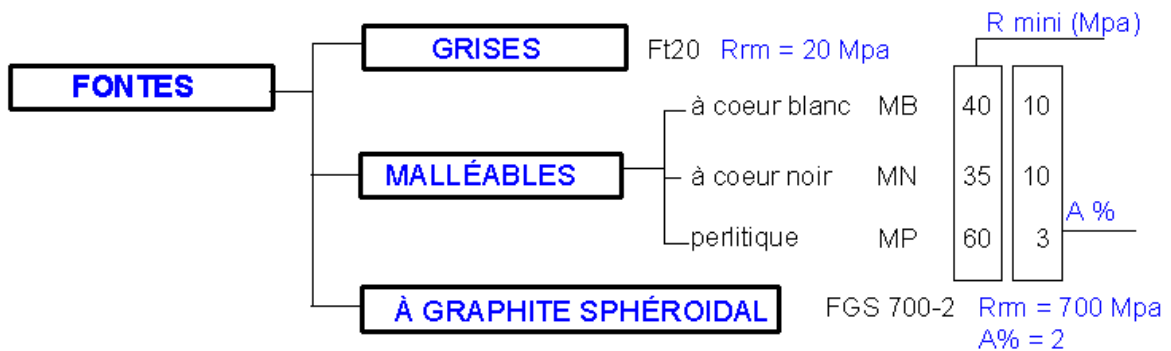 R mini (Mpa)
GRISES Ft20 Rrm = 20 Mpa
FONTES
à coeur blanc MB 40 10
MALLÉABLES à coeur noir MN 35 10
A %
perlitique MP 60 3
À GRAPHITE SPHÉROIDAL FGS 700-2 Rrm = 700 Mpa
A% = 2